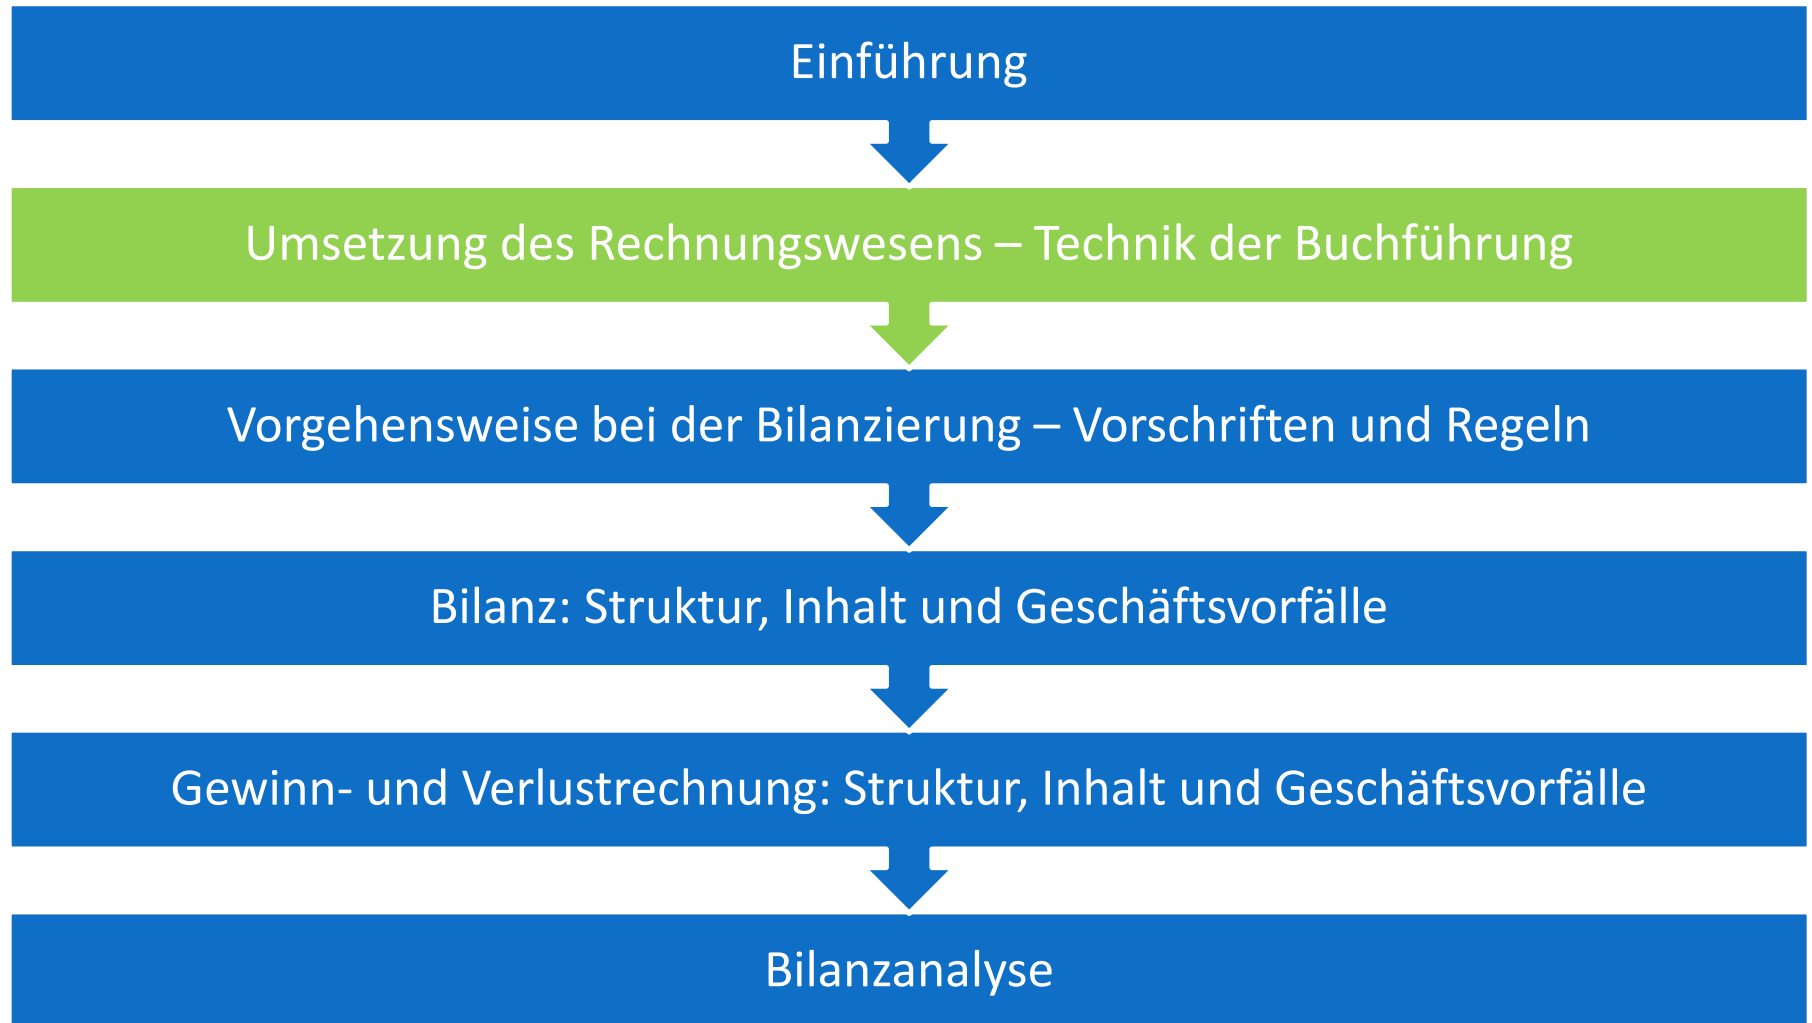 Einführung
Umsetzung des Rechnungswesens – Technik der Buchführung
Vorgehensweise bei der Bilanzierung – Vorschriften und Regeln
Bilanz: Struktur, Inhalt und Geschäftsvorfälle
Gewinn- und Verlustrechnung: Struktur, Inhalt und Geschäftsvorfälle
Bilanzanalyse